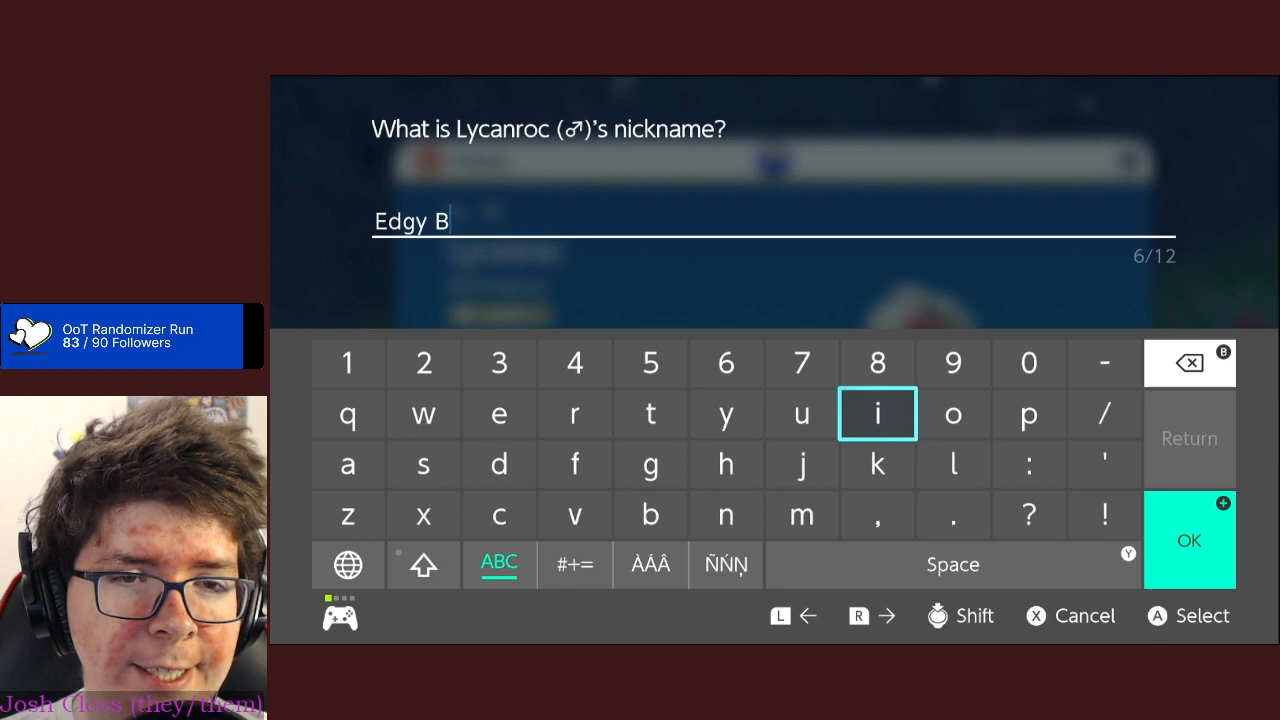 What is Lycanroc (♂)'s nickname?
Edgy B
6/12
OoT Randomizer Run
83 / 90 Followers
1 2 3 4 5 6 7 8 9 0 - B
q w e r t y u i o p / Return
a s d f g h j k l : '
z x c v b n m , . ? ! + OK
ABC #+= ÀÁÂ ÑŃŅ Space Y
L ← R → Shift X Cancel A Select
Josh Closs (they/them)